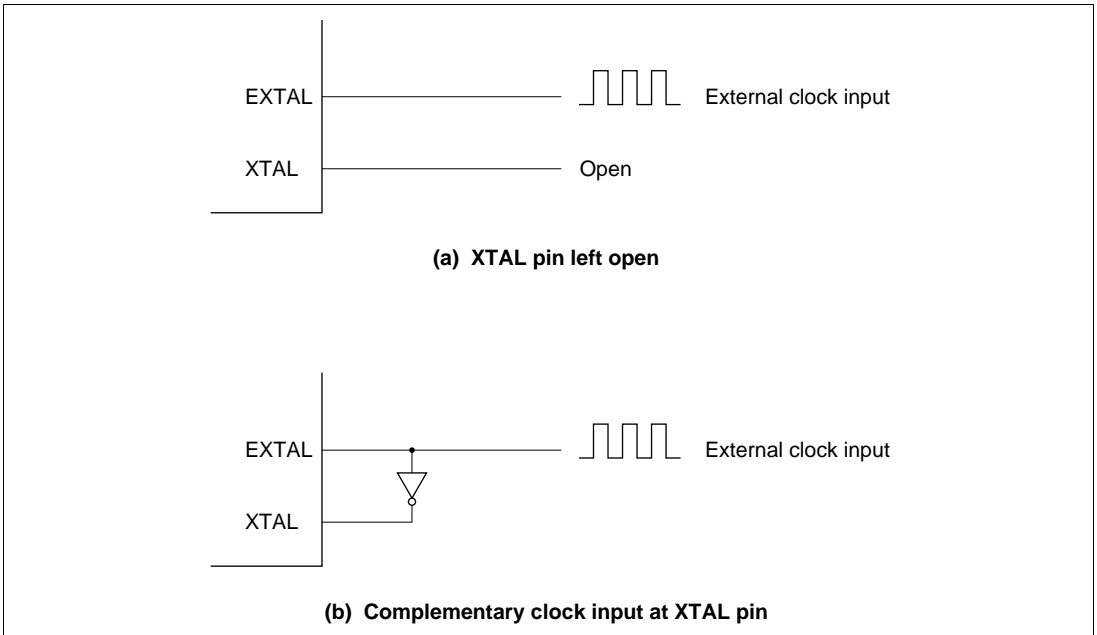 EXTAL
External clock input
XTAL
Open
(a) XTAL pin left open
EXTAL
External clock input
XTAL
(b) Complementary clock input at XTAL pin